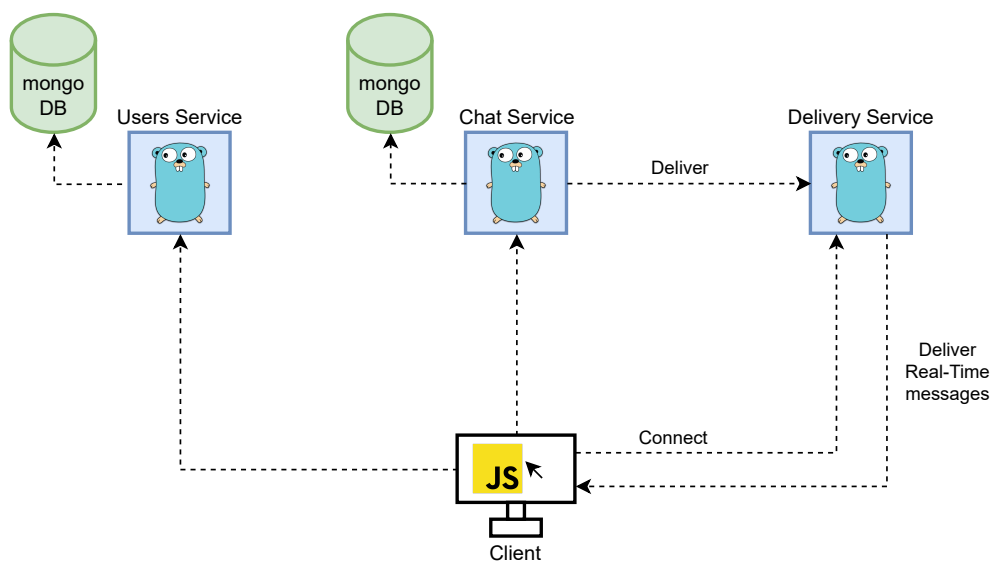 mongo
DB
mongo
DB
Users Service
Chat Service
Delivery Service
Deliver
Deliver
Real-Time
messages
Connect
JS
Client